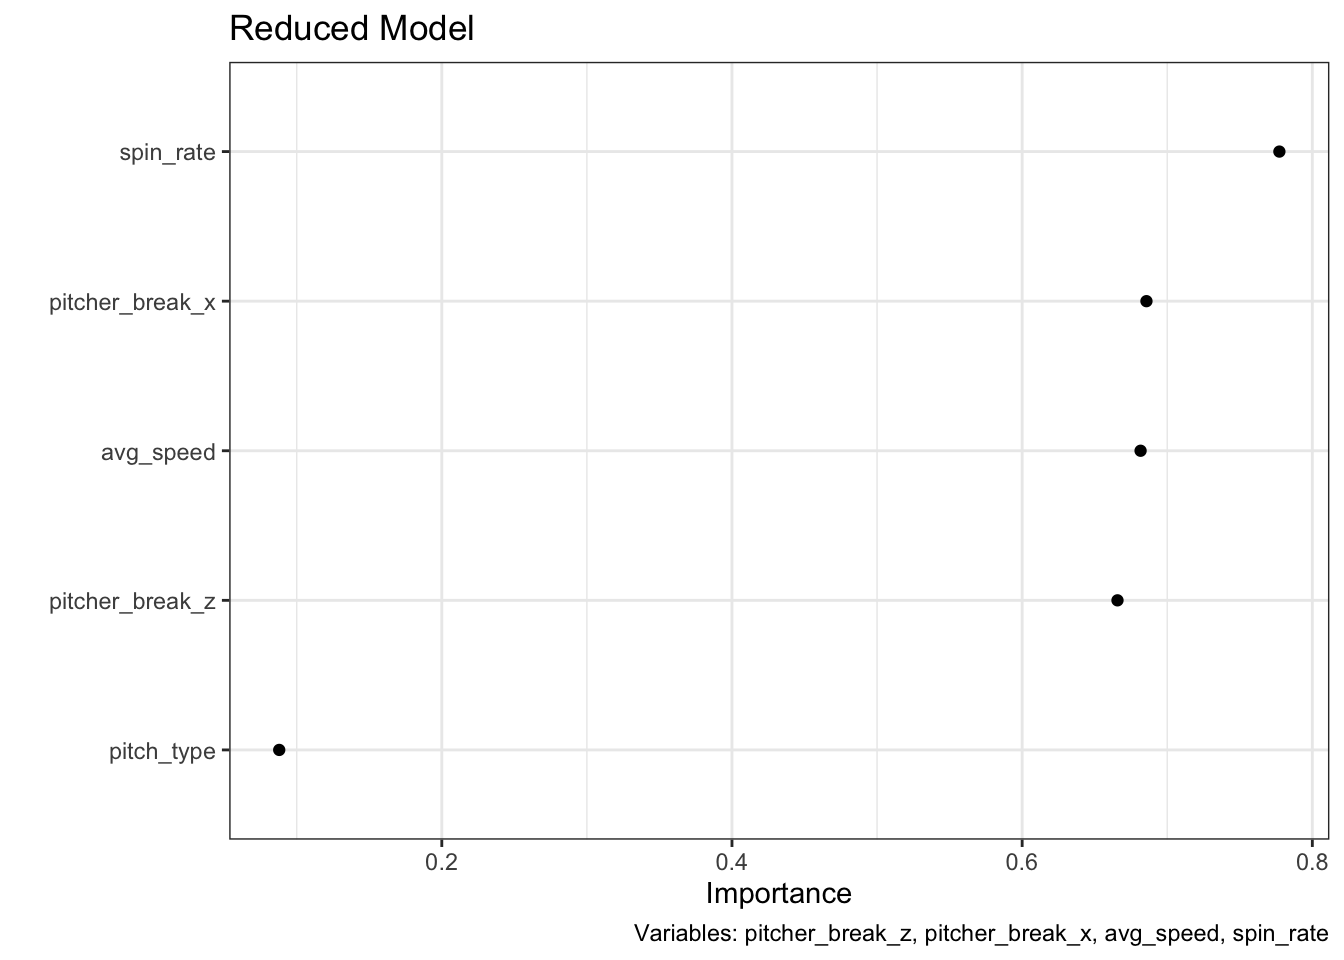 Reduced Model
spin_rate
pitcher_break_x
avg_speed
pitcher_break_z
pitch_type
0.2 0.4 0.6 0.8
Importance
Variables: pitcher_break_z, pitcher_break_x, avg_speed, spin_rate